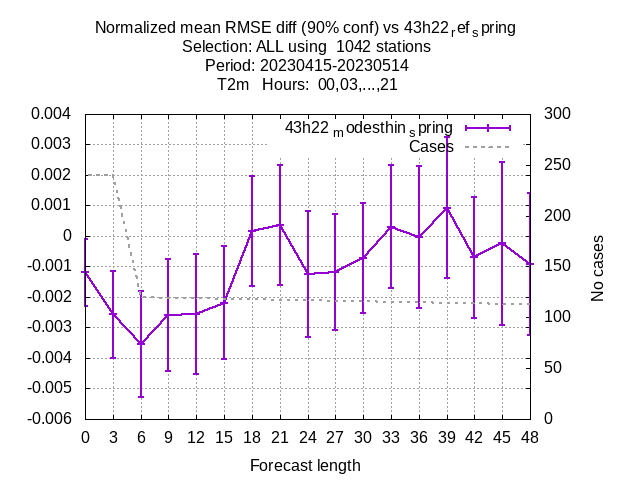 Normalized mean RMSE diff (90% conf) vs 43h22ᵣefₛpring
Selection: ALL using  1042 stations
Period: 20230415-20230514
T2m   Hours:  00,03,...,21
43h22 ₘodesthinₛpring
Cases
0.004
0.003
0.002
0.001
0
-0.001
-0.002
-0.003
-0.004
-0.005
-0.006
300
250
200
150
100
50
0
No cases
0 3 6 9 12 15 18 21 24 27 30 33 36 39 42 45 48
Forecast length